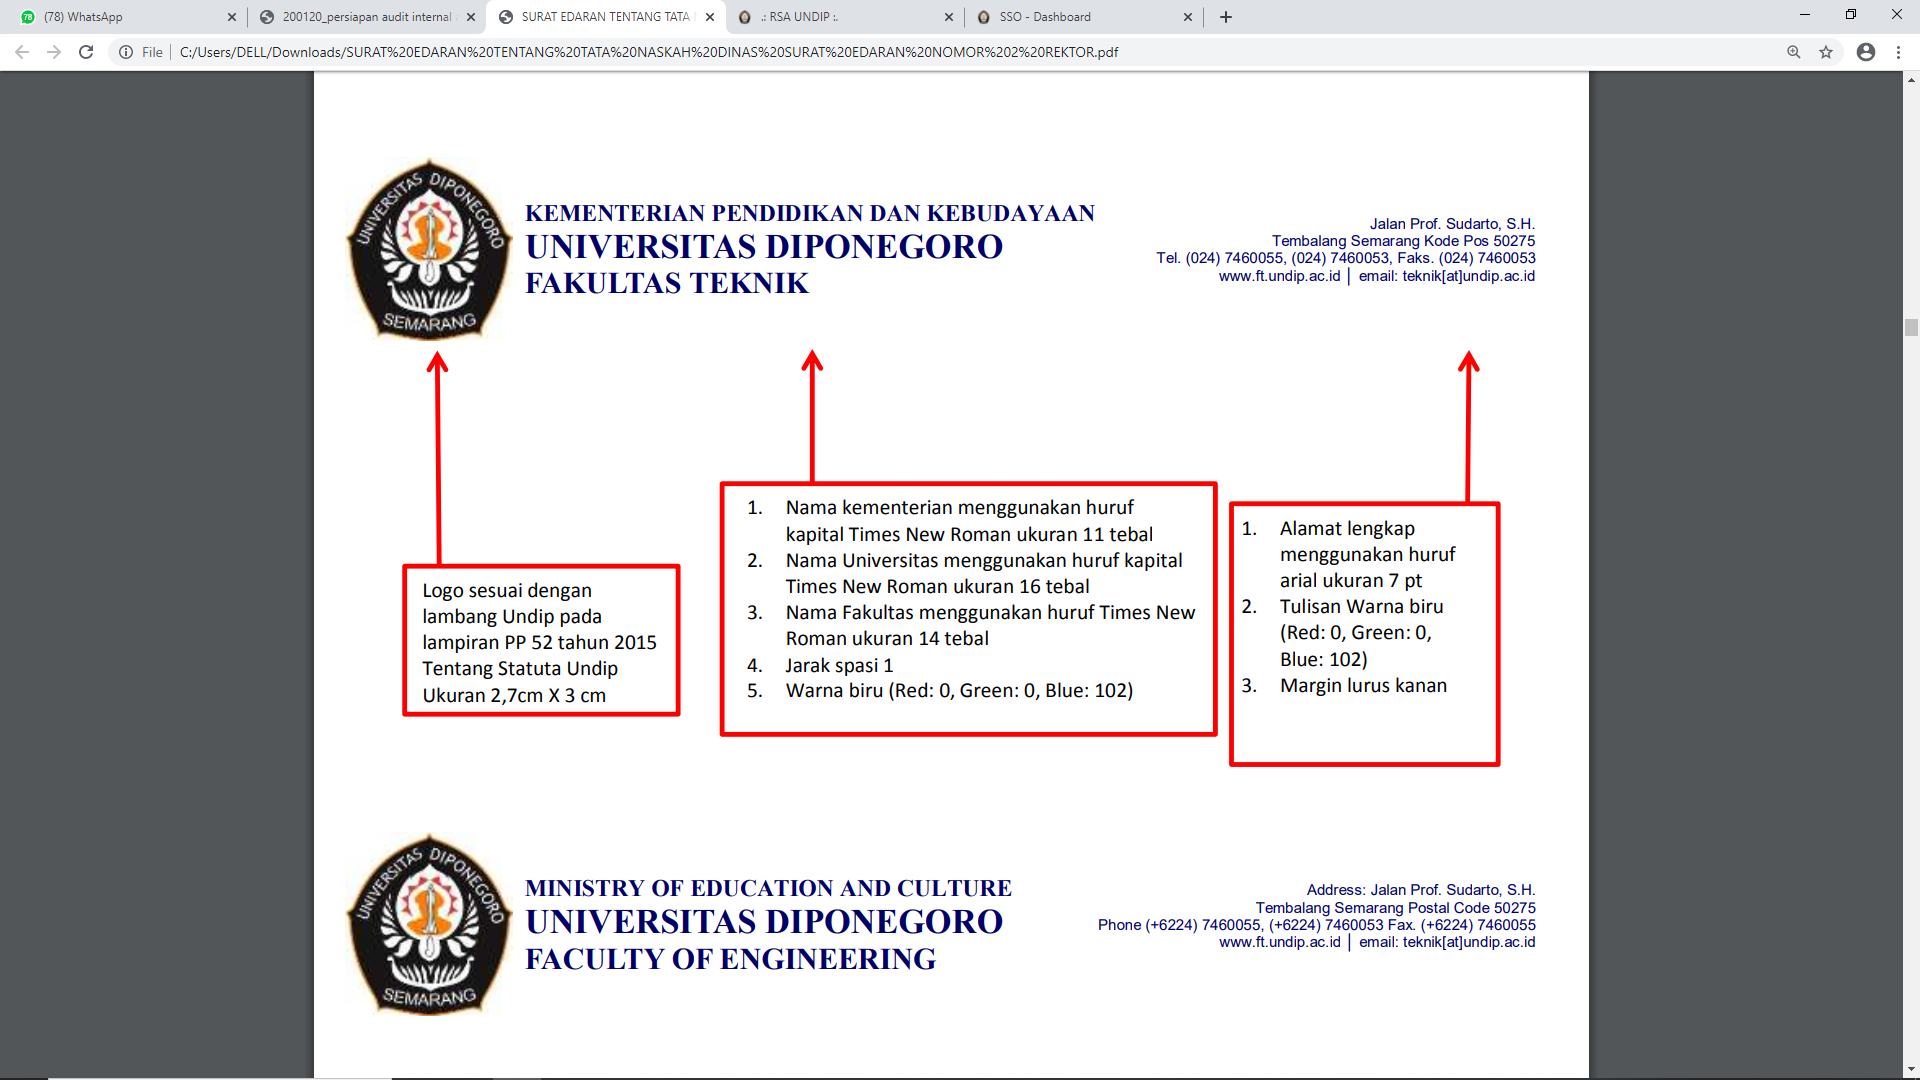 (78) WhatsApp
200120_persiapan audit internal
SURAT EDARAN TENTANG TATA
.: RSA UNDIP :.
SSO - Dashboard
File
C:/Users/DELL/Downloads/SURAT%20EDARAN%20TENTANG%20TATA%20NASKAH%20DINAS%20SURAT%20EDARAN%20NOMOR%202%20REKTOR.pdf
UNIVERSITAS DIPONEGORO
SEMARANG
KEMENTERIAN PENDIDIKAN DAN KEBUDAYAAN
UNIVERSITAS DIPONEGORO
FAKULTAS TEKNIK
Jalan Prof. Sudarto, S.H.
Tembalang Semarang Kode Pos 50275
Tel. (024) 7460055, (024) 7460053, Faks. (024) 7460053
www.ft.undip.ac.id | email: teknik[at]undip.ac.id
Logo sesuai dengan
lambang Undip pada
lampiran PP 52 tahun 2015
Tentang Statuta Undip
Ukuran 2,7cm X 3 cm
1. Nama kementerian menggunakan huruf
kapital Times New Roman ukuran 11 tebal
2. Nama Universitas menggunakan huruf kapital
Times New Roman ukuran 16 tebal
3. Nama Fakultas menggunakan huruf Times New
Roman ukuran 14 tebal
4. Jarak spasi 1
5. Warna biru (Red: 0, Green: 0, Blue: 102)
1. Alamat lengkap
menggunakan huruf
arial ukuran 7 pt
2. Tulisan Warna biru
(Red: 0, Green: 0,
Blue: 102)
3. Margin lurus kanan
UNIVERSITAS DIPONEGORO
SEMARANG
MINISTRY OF EDUCATION AND CULTURE
UNIVERSITAS DIPONEGORO
FACULTY OF ENGINEERING
Address: Jalan Prof. Sudarto, S.H.
Tembalang Semarang Postal Code 50275
Phone (+6224) 7460055, (+6224) 7460053 Fax. (+6224) 7460055
www.ft.undip.ac.id | email: teknik[at]undip.ac.id